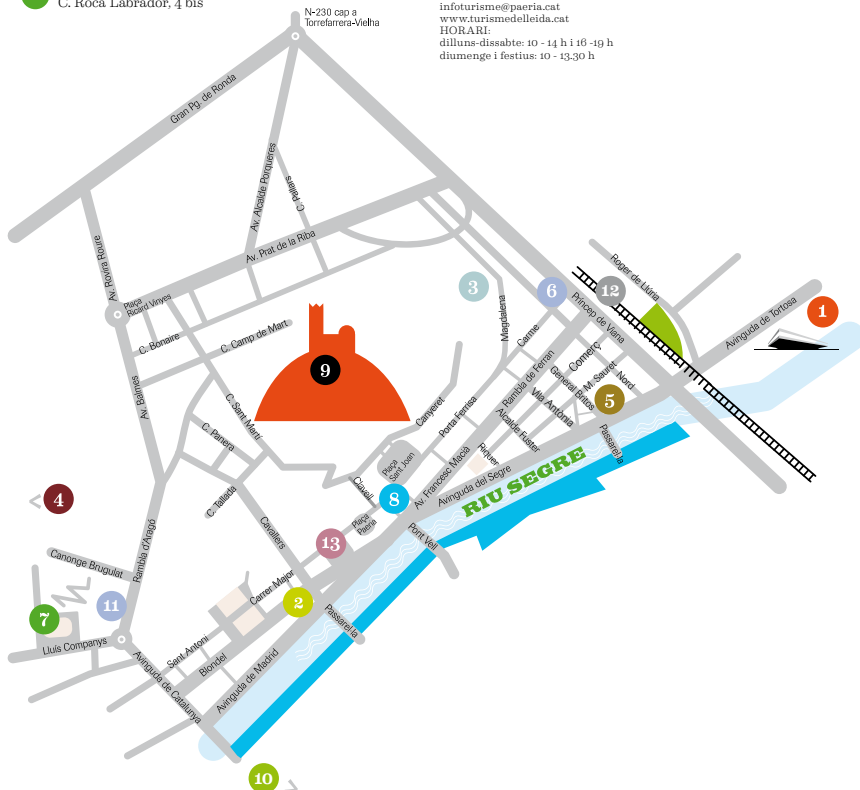 C. Roca Labrador, 4 bis
infoturisme@paeria.cat
www.turismedelleida.cat
HORARI:
dilluns-dissabte: 10 - 14 h i 16 -19 h
diumenge i festius: 10 - 13.30 h
N-230 cap a
Torrefarrera-Vielha
Gran Pg. de Ronda
Av. Alcalde Porqueres
C. Pallars
Av. Prat de la Riba
Av. Rovira Roure
Plaça
Ricard Vinyes
C. Bonaire
C. Camp de Mart
Av. Balmes
C. Sant Martí
C. Panera
C. Tallada
Cavallers
Rambla d'Aragó
Canonge Brugulat
Lluís Companys
Avinguda de Catalunya
Sant Antoni
Carrer Major
Blondel
Avinguda de Madrid
Passarel·la
Pont Vell
Plaça
Paeria
Clavell
Plaça
Sant Joan
Canyeret
Porta Ferrisa
Magdalena
Carme
Rambla de Ferran
Av. Francesc Macià
Riquer
Avinguda del Segre
RIU SEGRE
Alcalde Fuster
Vila Antònia
General Britos
Comerç
M. Sauret
Nord
Passarel·la
Príncep de Viana
Roger de Llúria
Avinguda de Tortosa
1
2
3
4
5
6
7
8
9
10
11
12
13